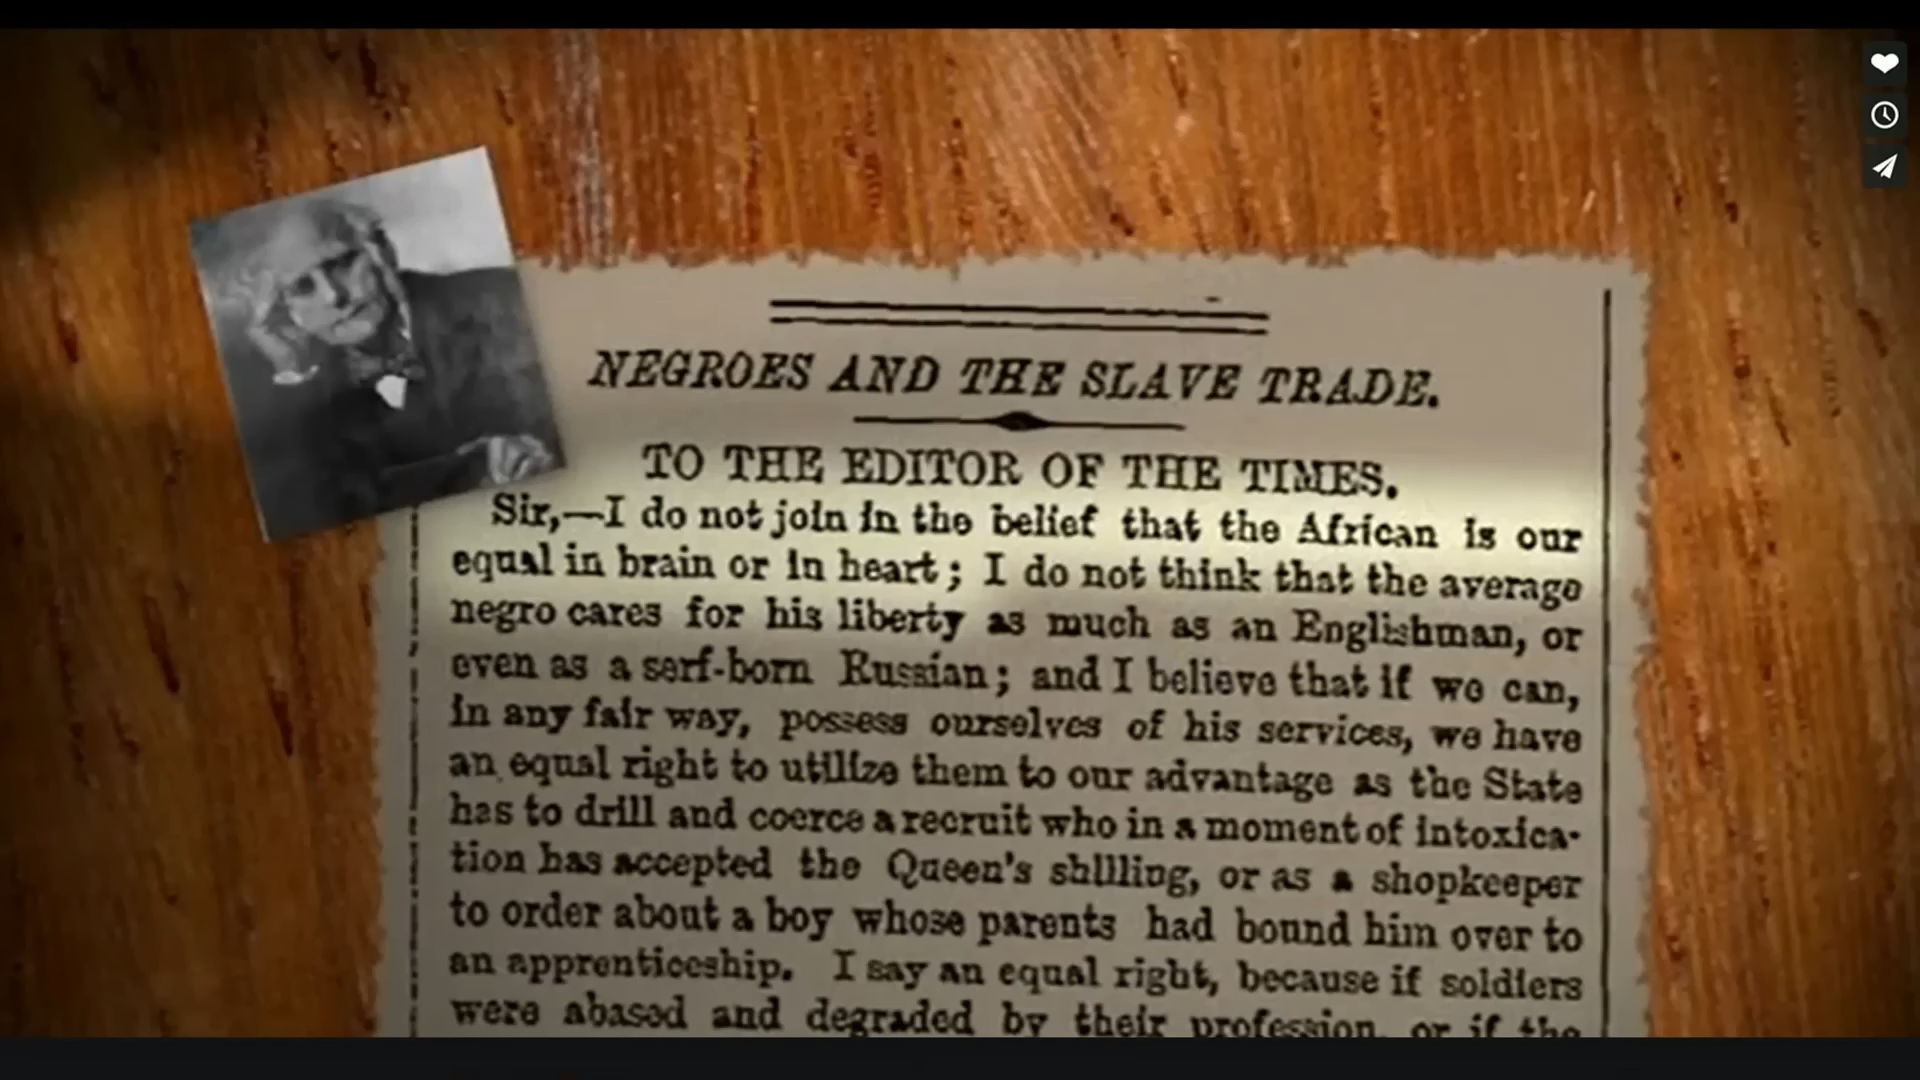 NEGROES AND THE SLAVE TRADE.
TO THE EDITOR OF THE TIMES.
Sir,—I do not join in the belief that the African is our
equal in brain or in heart; I do not think that the average
negro cares for his liberty as much as an Englishman, or
even as a serf-born Russian; and I believe that if we can,
in any fair way, possess ourselves of his services, we have
an equal right to utilize them to our advantage as the State
has to drill and coerce a recruit who in a moment of intoxica-
tion has accepted the Queen's shilling, or as a shopkeeper
to order about a boy whose parents had bound him over to
an apprenticeship. I say an equal right, because if soldiers
were abased and degraded by their profession, or if the